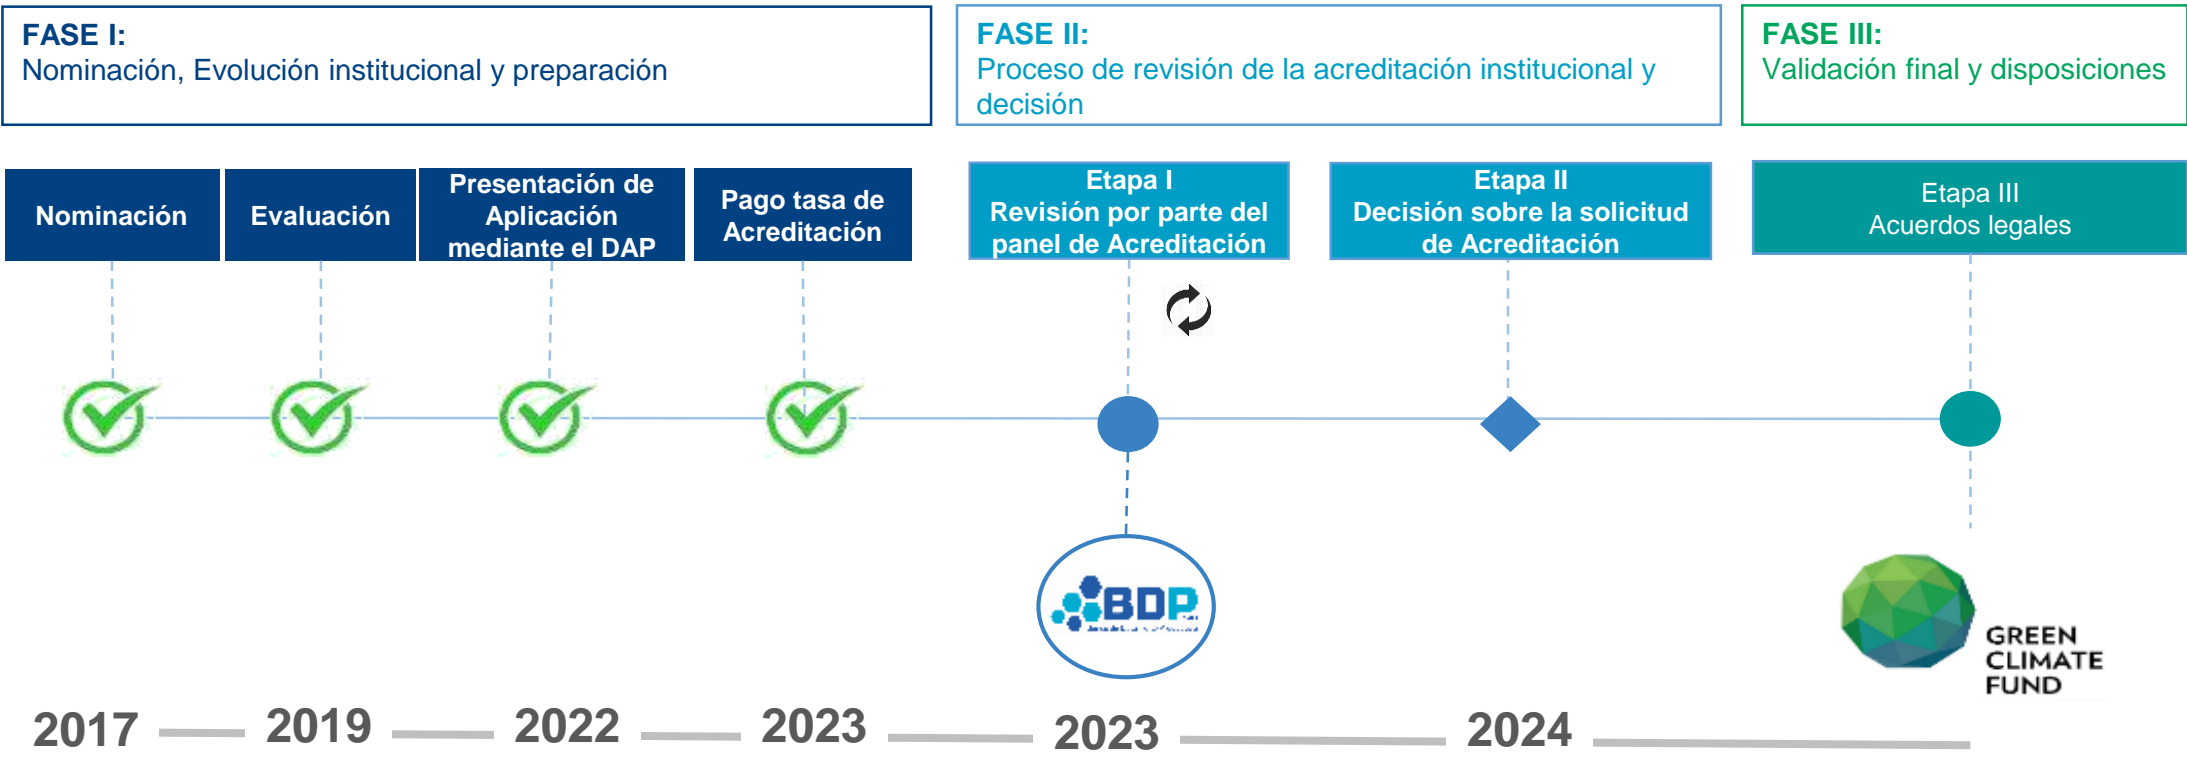 FASE I:
Nominación, Evolución institucional y preparación
FASE II:
Proceso de revisión de la acreditación institucional y
decisión
FASE III:
Validación final y disposiciones
Nominación
Evaluación
Presentación de
Aplicación
mediante el DAP
Pago tasa de
Acreditación
Etapa I
Revisión por parte del
panel de Acreditación
Etapa II
Decisión sobre la solicitud
de Acreditación
Etapa III
Acuerdos legales
BDP
GREEN
CLIMATE
FUND
2017
2019
2022
2023
2023
2024